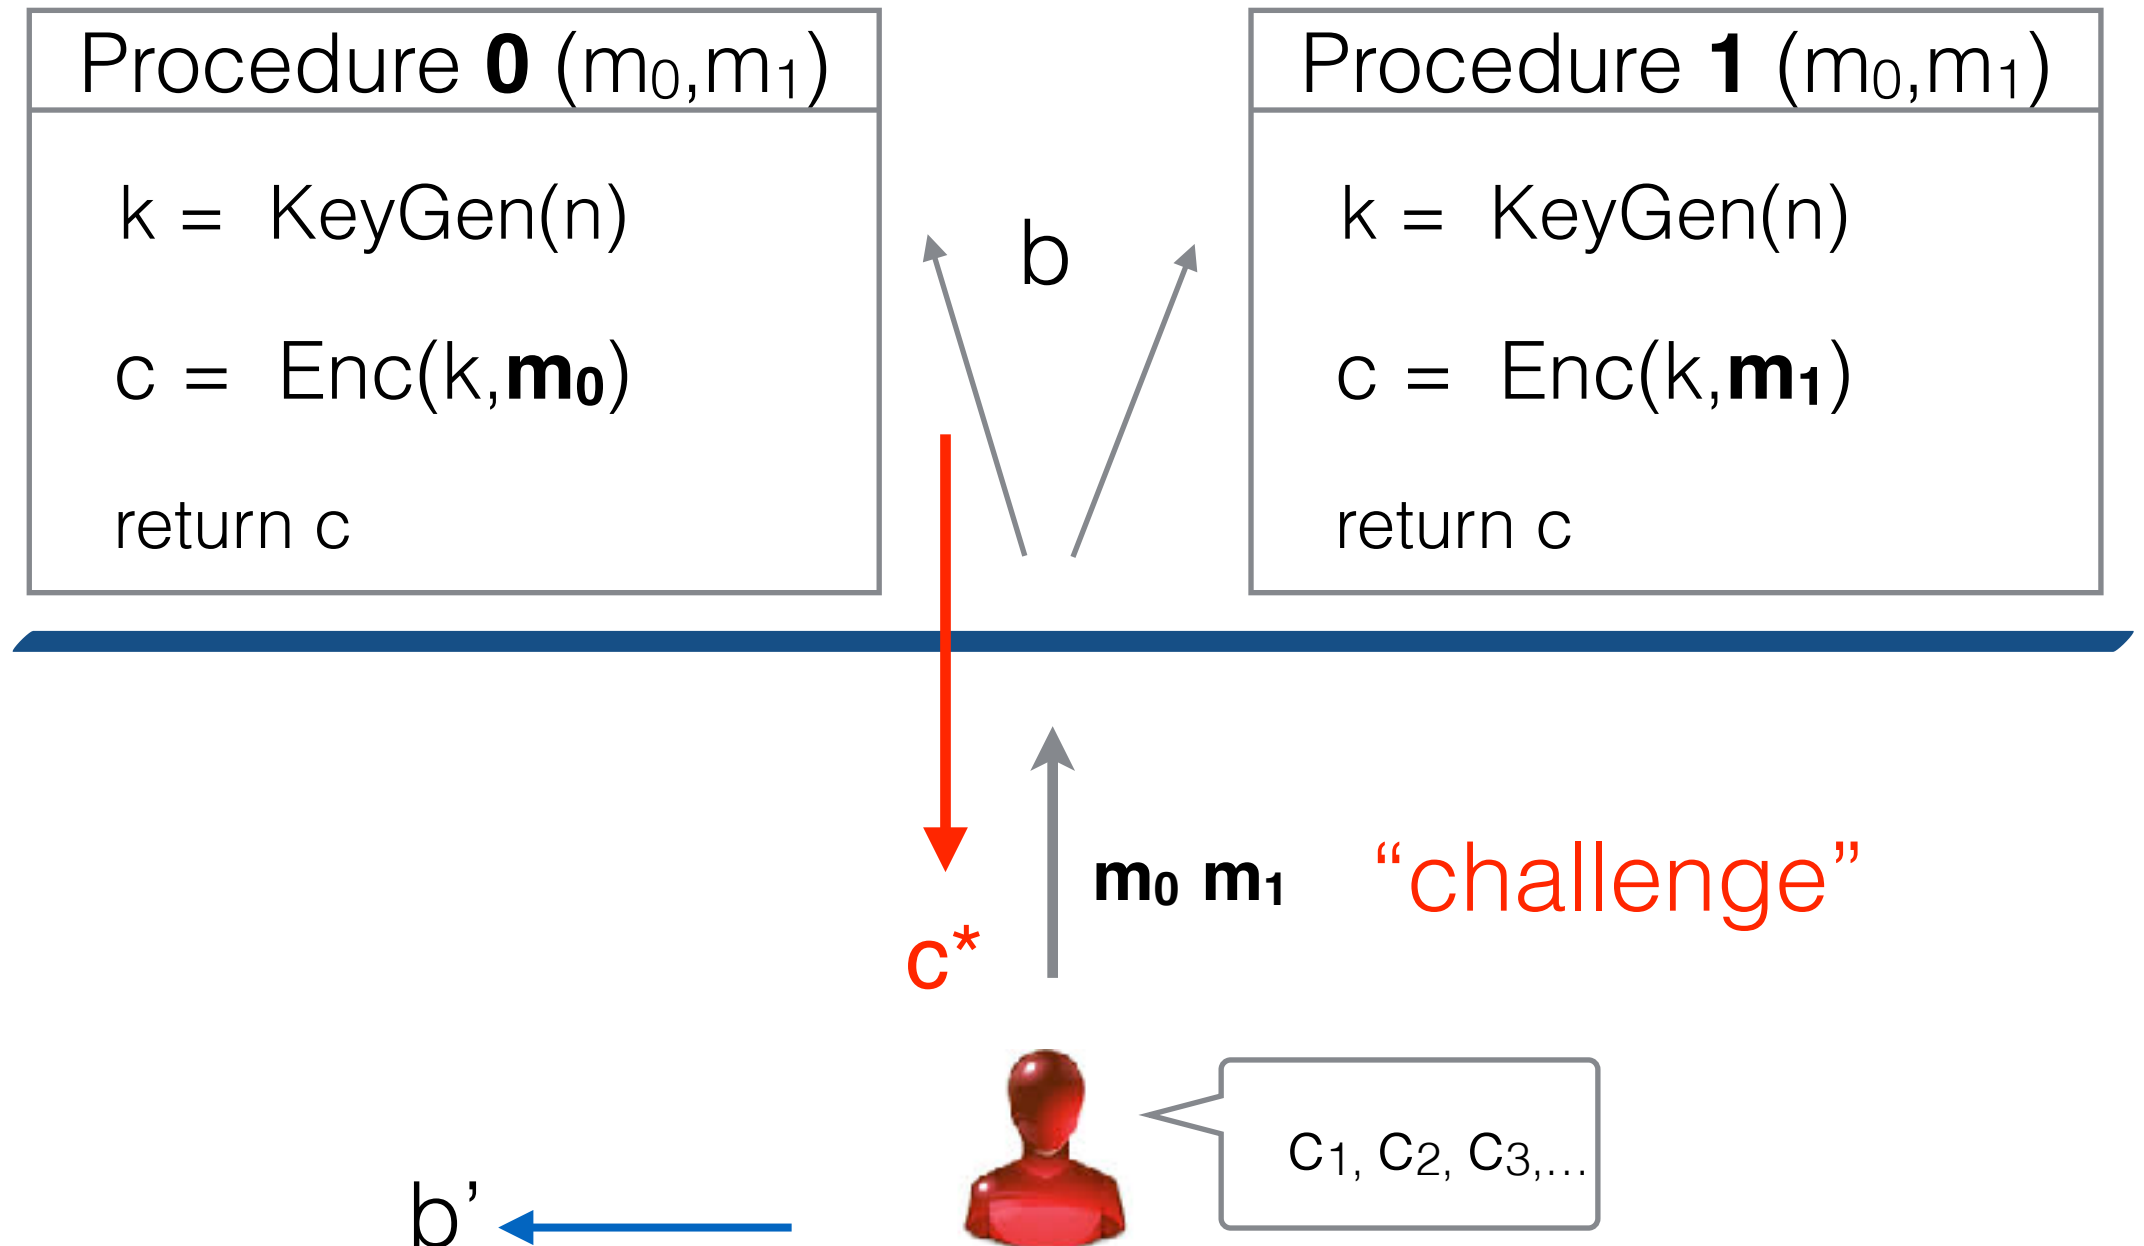 Procedure 0 (m₀,m₁)
k = KeyGen(n)
c = Enc(k,m₀)
return c
b
Procedure 1 (m₀,m₁)
k = KeyGen(n)
c = Enc(k,m₁)
return c
m₀ m₁
“challenge”
c*
c₁, c₂, c₃,...
b’